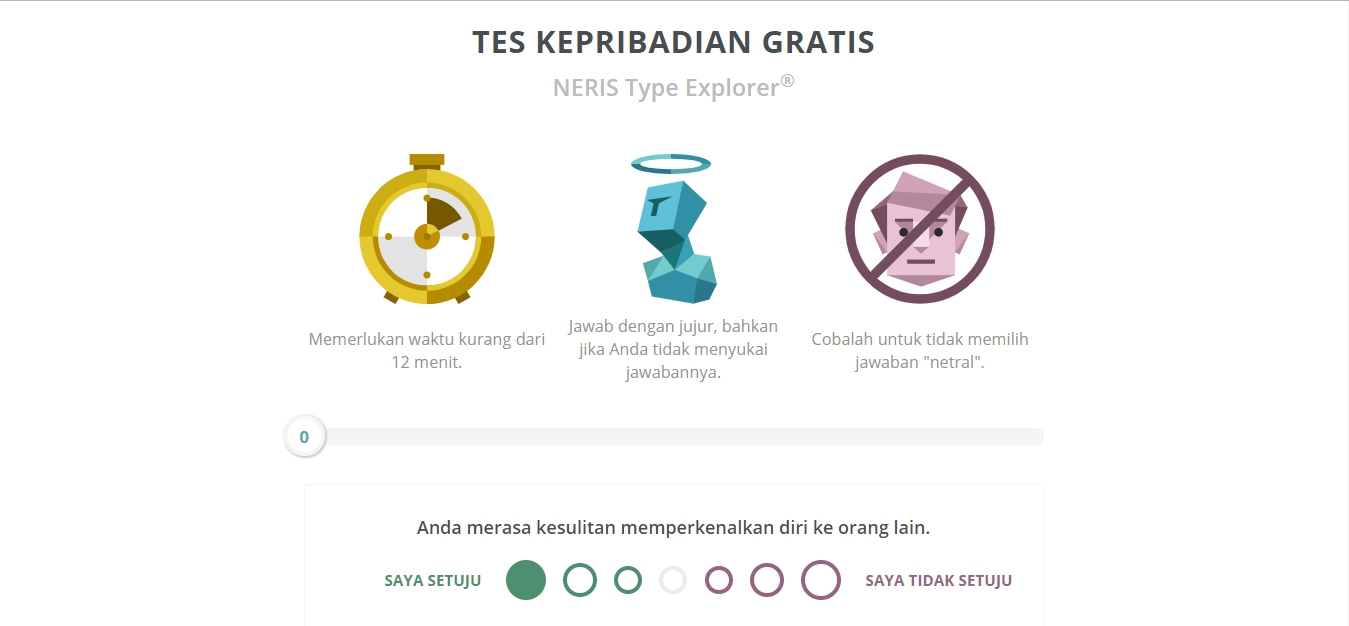 TES KEPRIBADIAN GRATIS
NERIS Type Explorer®
T
Memerlukan waktu kurang dari
12 menit.
Jawab dengan jujur, bahkan
jika Anda tidak menyukai
jawabannya.
Cobalah untuk tidak memilih
jawaban "netral".
0
Anda merasa kesulitan memperkenalkan diri ke orang lain.
SAYA SETUJU
SAYA TIDAK SETUJU